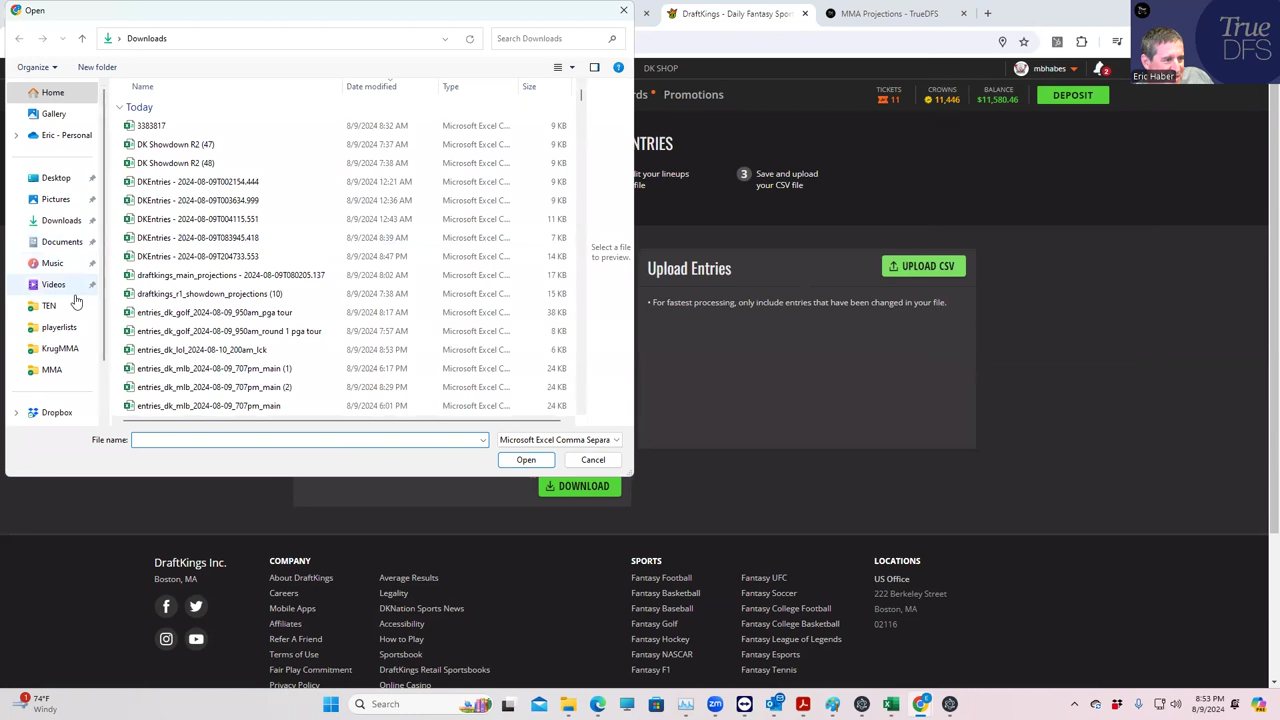 Open
DraftKings - Daily Fantasy Sport
MMA Projections - TrueDFS
Downloads
Search Downloads
Organize
New folder
Home
Gallery
Eric - Personal
Desktop
Pictures
Downloads
Documents
Music
Videos
TEN
playerlists
KrugMMA
MMA
Dropbox
Name Date modified Type Size
Today
3383817 8/9/2024 8:32 AM Microsoft Excel C... 9 KB
DK Showdown R2 (47) 8/9/2024 7:37 AM Microsoft Excel C... 9 KB
DK Showdown R2 (48) 8/9/2024 7:38 AM Microsoft Excel C... 9 KB
DKEntries - 2024-08-09T002154.444 8/9/2024 12:21 AM Microsoft Excel C... 9 KB
DKEntries - 2024-08-09T003634.999 8/9/2024 12:36 AM Microsoft Excel C... 9 KB
DKEntries - 2024-08-09T004115.551 8/9/2024 12:43 AM Microsoft Excel C... 11 KB
DKEntries - 2024-08-09T083945.418 8/9/2024 8:39 AM Microsoft Excel C... 7 KB
DKEntries - 2024-08-09T204733.553 8/9/2024 8:47 PM Microsoft Excel C... 14 KB
draftkings_main_projections - 2024-08-09T080205.137 8/9/2024 8:02 AM Microsoft Excel C... 17 KB
draftkings_r1_showdown_projections (10) 8/9/2024 7:38 AM Microsoft Excel C... 15 KB
entries_dk_golf_2024-08-09_950am_pga tour 8/9/2024 8:17 AM Microsoft Excel C... 38 KB
entries_dk_golf_2024-08-09_950am_round 1 pga tour 8/9/2024 7:57 AM Microsoft Excel C... 8 KB
entries_dk_lol_2024-08-10_200am_lck 8/9/2024 8:53 PM Microsoft Excel C... 6 KB
entries_dk_mlb_2024-08-09_707pm_main (1) 8/9/2024 6:17 PM Microsoft Excel C... 24 KB
entries_dk_mlb_2024-08-09_707pm_main (2) 8/9/2024 8:29 PM Microsoft Excel C... 24 KB
entries_dk_mlb_2024-08-09_707pm_main 8/9/2024 6:01 PM Microsoft Excel C... 24 KB
Select a file
to preview.
File name:
Microsoft Excel Comma Separa
Open
Cancel
True
DFS
Eric Haber
DK SHOP
mbhabes
2
rds
Promotions
TICKETS
11
CROWNS
11,446
BALANCE
$11,580.46
DEPOSIT
ENTRIES
dit your lineups
file
3
Save and upload
your CSV file
Upload Entries
UPLOAD CSV
• For fastest processing, only include entries that have been changed in your file.
DOWNLOAD
DraftKings Inc.
Boston, MA
COMPANY
About DraftKings
Careers
Mobile Apps
Affiliates
Refer A Friend
Terms of Use
Fair Play Commitment
Privacy Policy
Average Results
Legality
DKNation Sports News
Accessibility
How to Play
Sportsbook
DraftKings Retail Sportsbooks
Online Casino
SPORTS
Fantasy Football
Fantasy Basketball
Fantasy Baseball
Fantasy Golf
Fantasy Hockey
Fantasy NASCAR
Fantasy F1
Fantasy UFC
Fantasy Soccer
Fantasy College Football
Fantasy College Basketball
Fantasy League of Legends
Fantasy Esports
Fantasy Tennis
LOCATIONS
US Office
222 Berkeley Street
Boston, MA
02116
1
74°F
Windy
Search
8:53 PM
8/9/2024